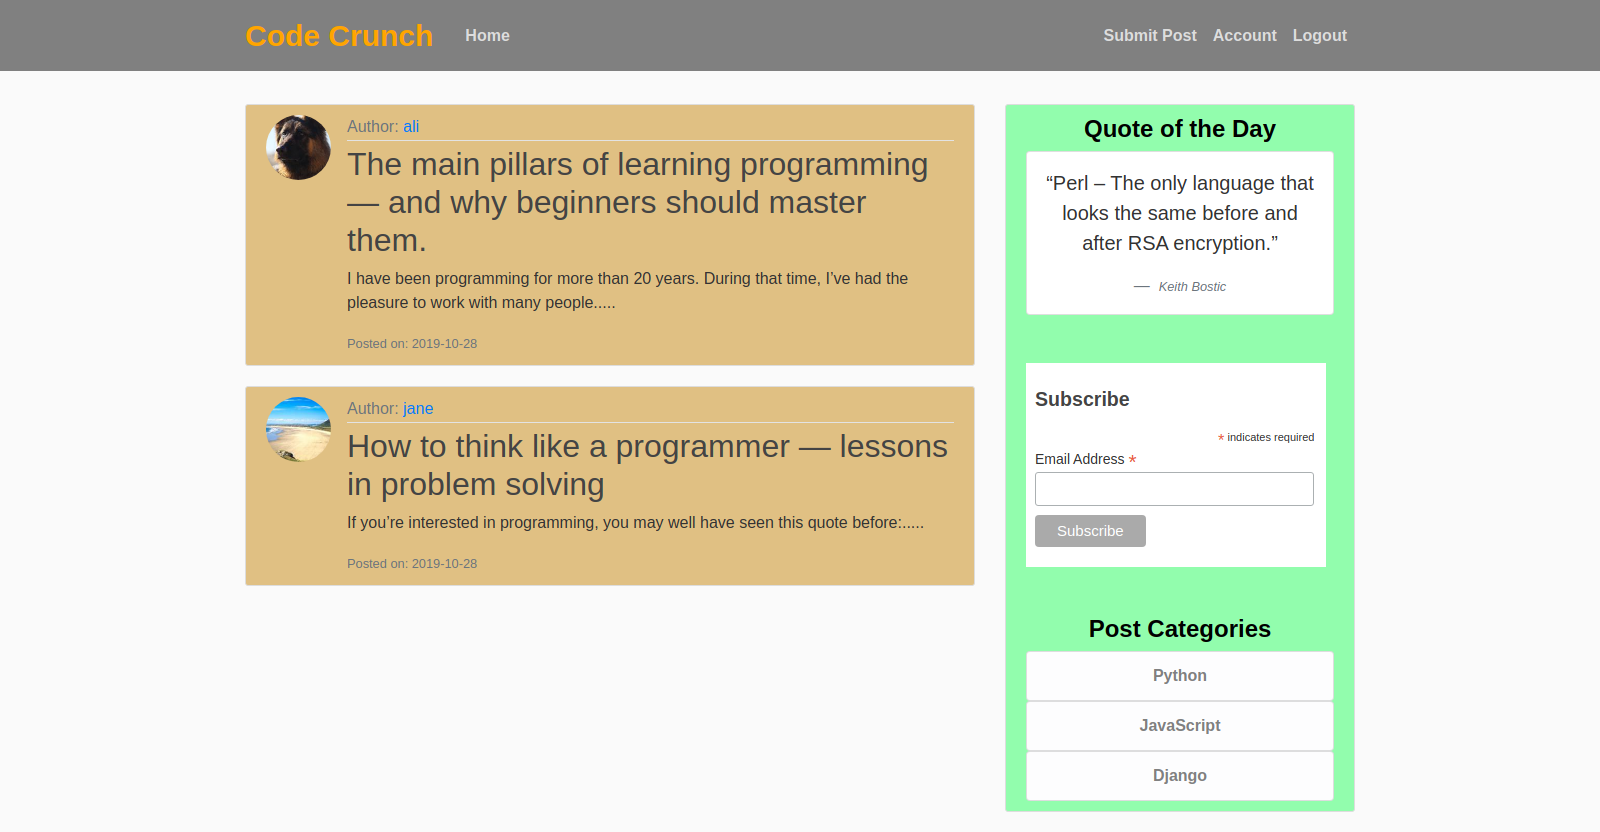 Code Crunch
Home
Submit Post
Account
Logout
Author: ali
The main pillars of learning programming
— and why beginners should master
them.
I have been programming for more than 20 years. During that time, I’ve had the
pleasure to work with many people.....
Posted on: 2019-10-28
Author: jane
How to think like a programmer — lessons
in problem solving
If you’re interested in programming, you may well have seen this quote before:.....
Posted on: 2019-10-28
Quote of the Day
“Perl – The only language that
looks the same before and
after RSA encryption.”
— Keith Bostic
Subscribe
* indicates required
Email Address *
Subscribe
Post Categories
Python
JavaScript
Django